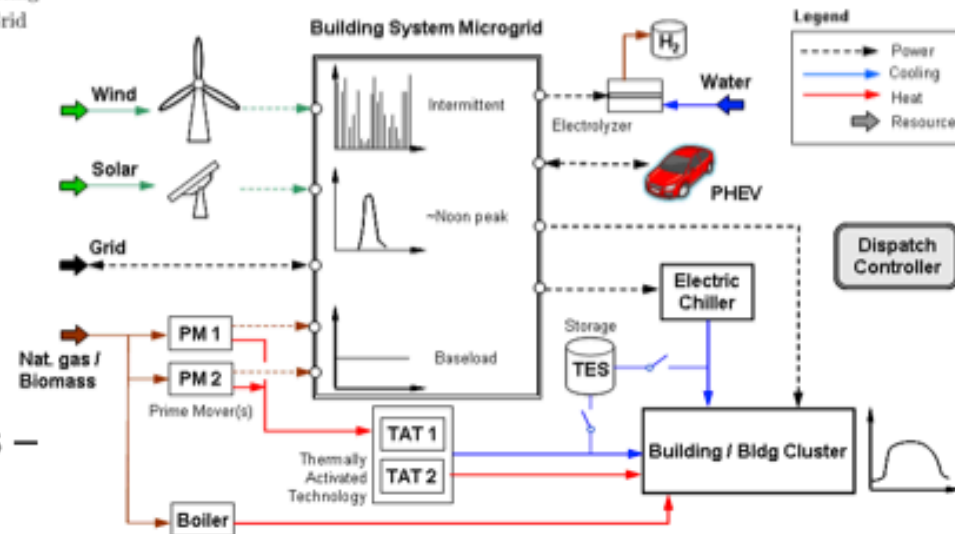 rid
Building System Microgrid
Legend
Power
Cooling
Heat
Resource
H2
Water
Electrolyzer
Wind
Intermittent
Solar
PHEV
~Noon peak
Grid
Dispatch
Controller
Electric
Chiller
Storage
TES
PM 1
Nat. gas /
Biomass
PM 2
Baseload
Prime Mover(s)
TAT 1
Thermally
Activated
Technology
TAT 2
Building / Bldg Cluster
Boiler